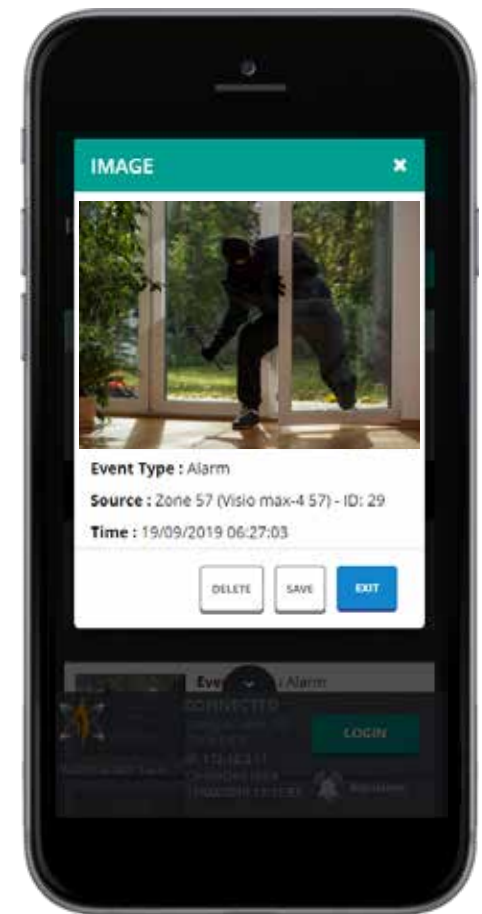 IMAGE
Event Type : Alarm
Source : Zone 57 (Visio max-4 57) - ID: 29
Time : 19/09/2019 06:27:03
DELETE SAVE EXIT
Alarm
CONNECTED
LOGIN